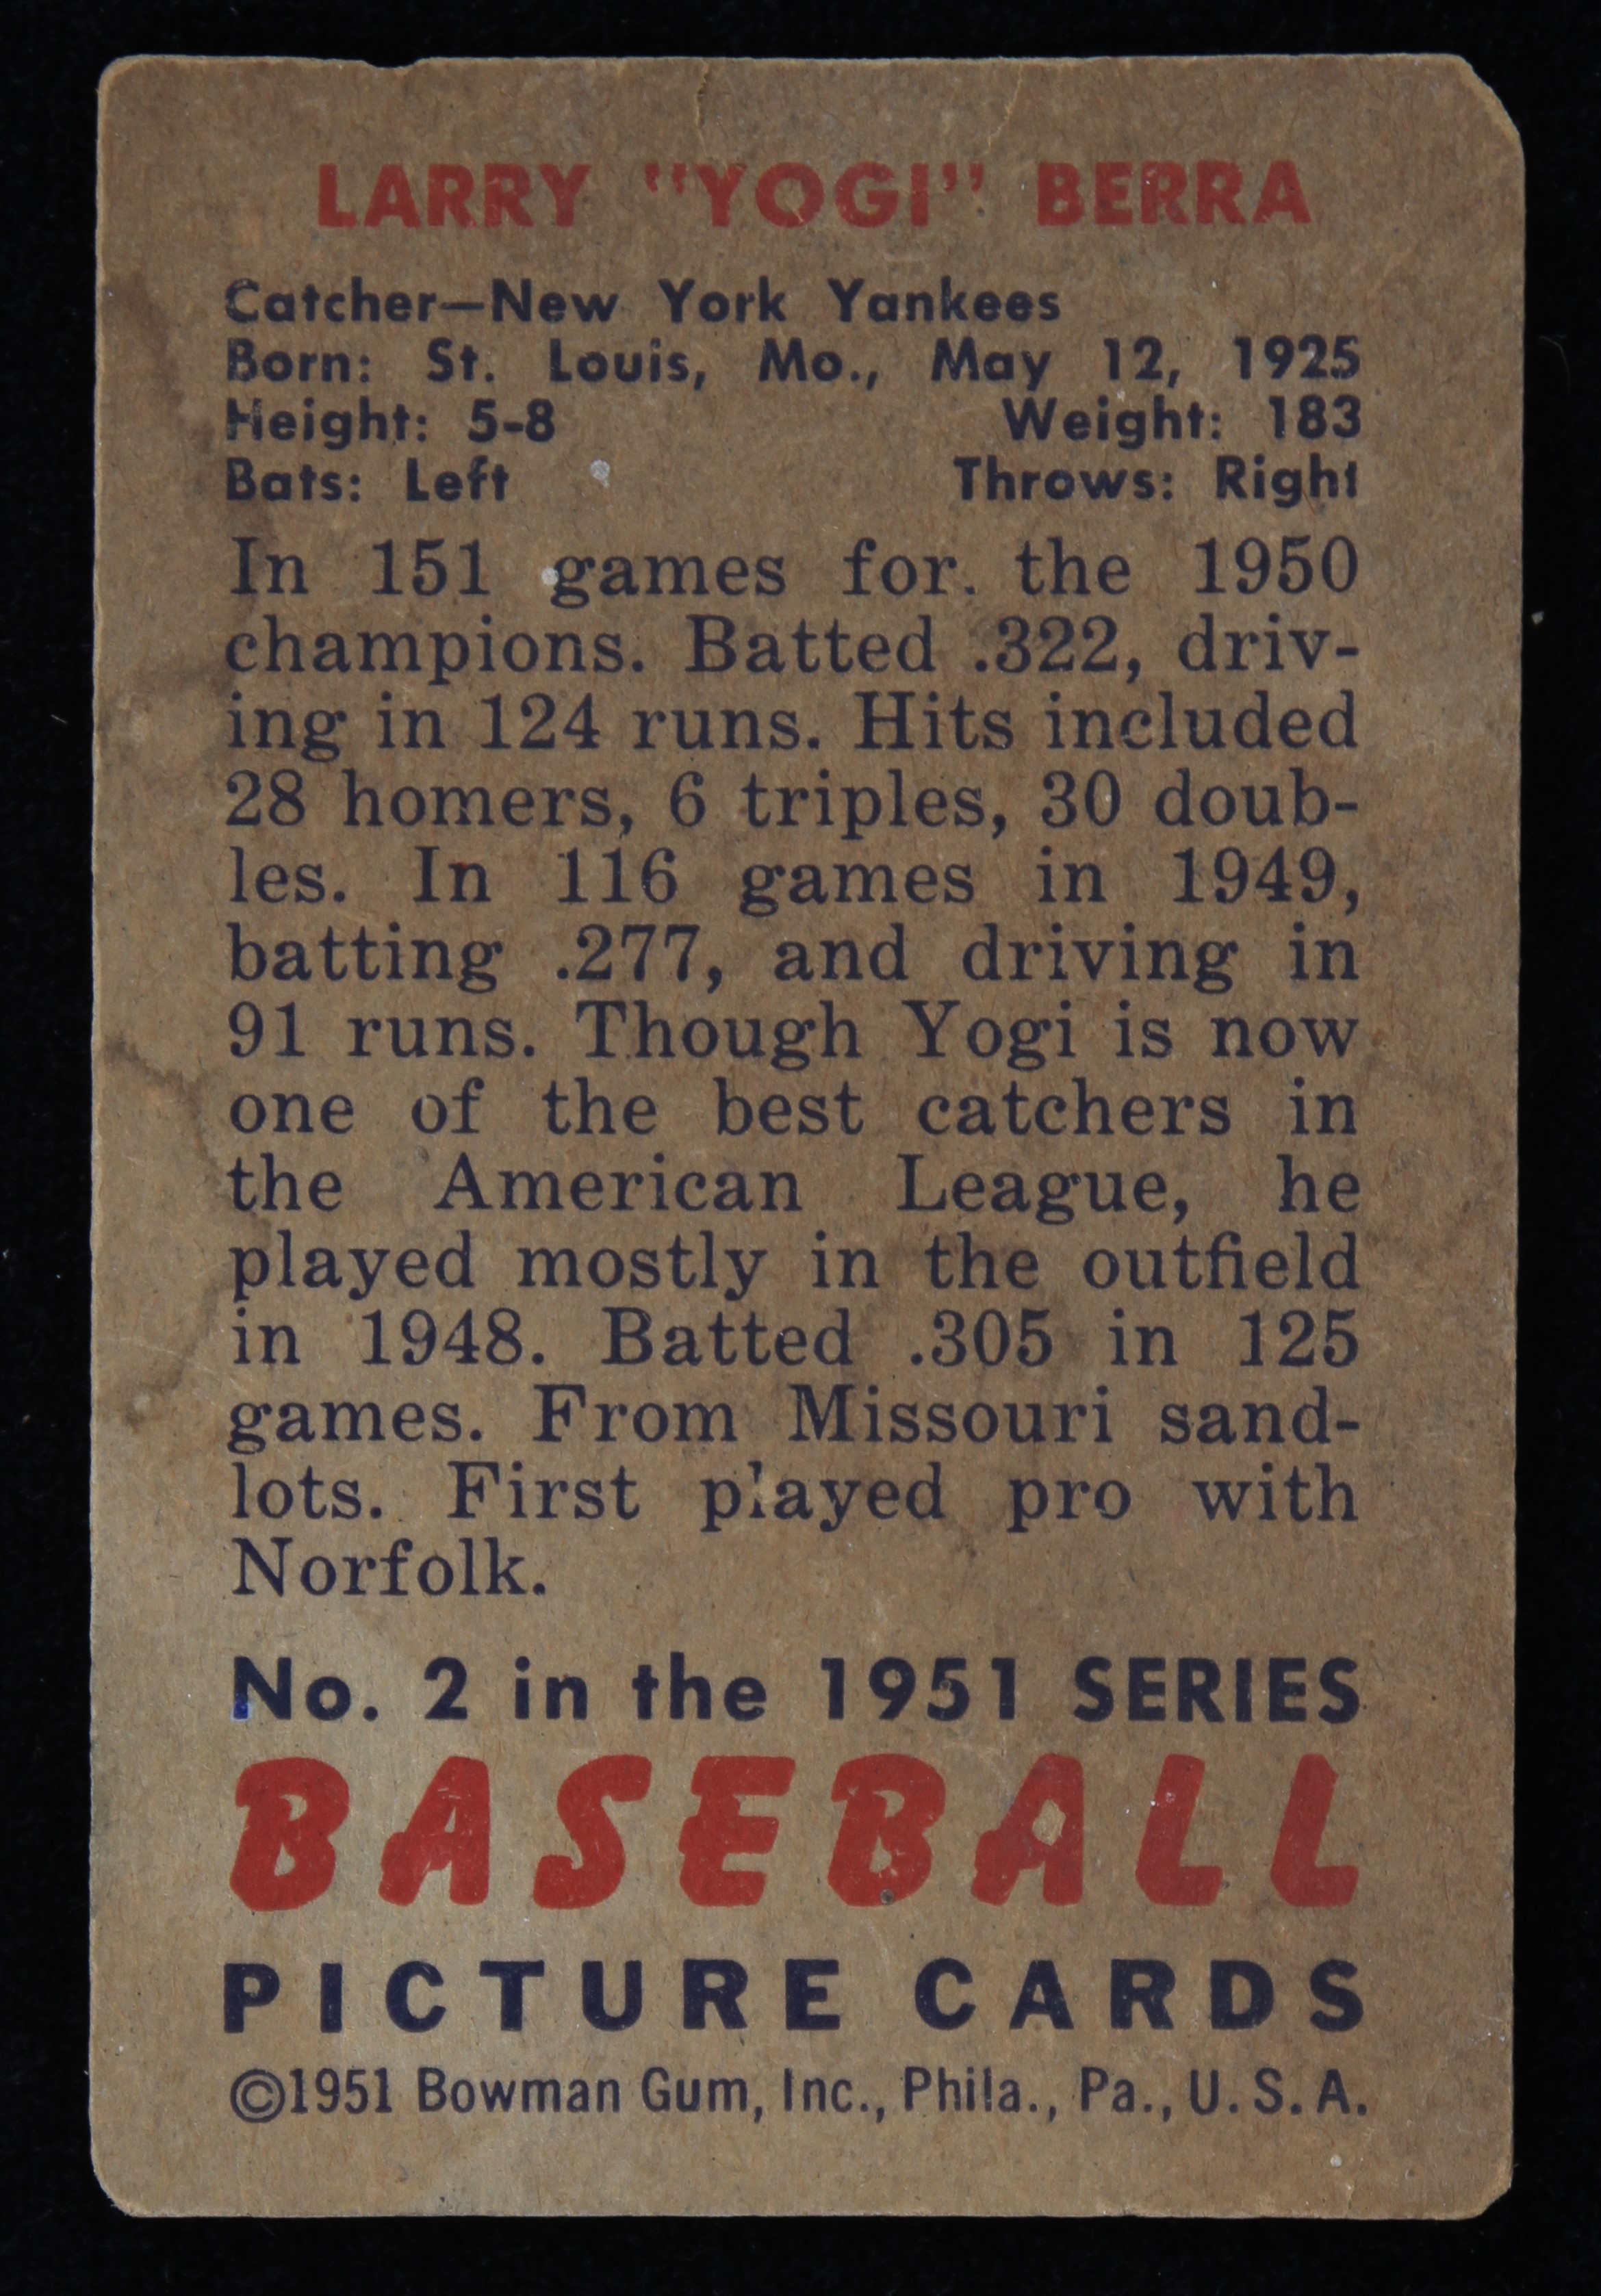 LARRY "YOGI" BERRA
Catcher—New York Yankees
Born: St. Louis, Mo., May 12, 1925
Height: 5-8 Weight: 183
Bats: Left Throws: Right
In 151 games for the 1950
champions. Batted .322, driv-
ing in 124 runs. Hits included
28 homers, 6 triples, 30 doub-
les. In 116 games in 1949,
batting .277, and driving in
91 runs. Though Yogi is now
one of the best catchers in
the American League, he
played mostly in the outfield
in 1948. Batted .305 in 125
games. From Missouri sand-
lots. First played pro with
Norfolk.
No. 2 in the 1951 SERIES
BASEBALL
PICTURE CARDS
©1951 Bowman Gum, Inc., Phila., Pa., U.S.A.